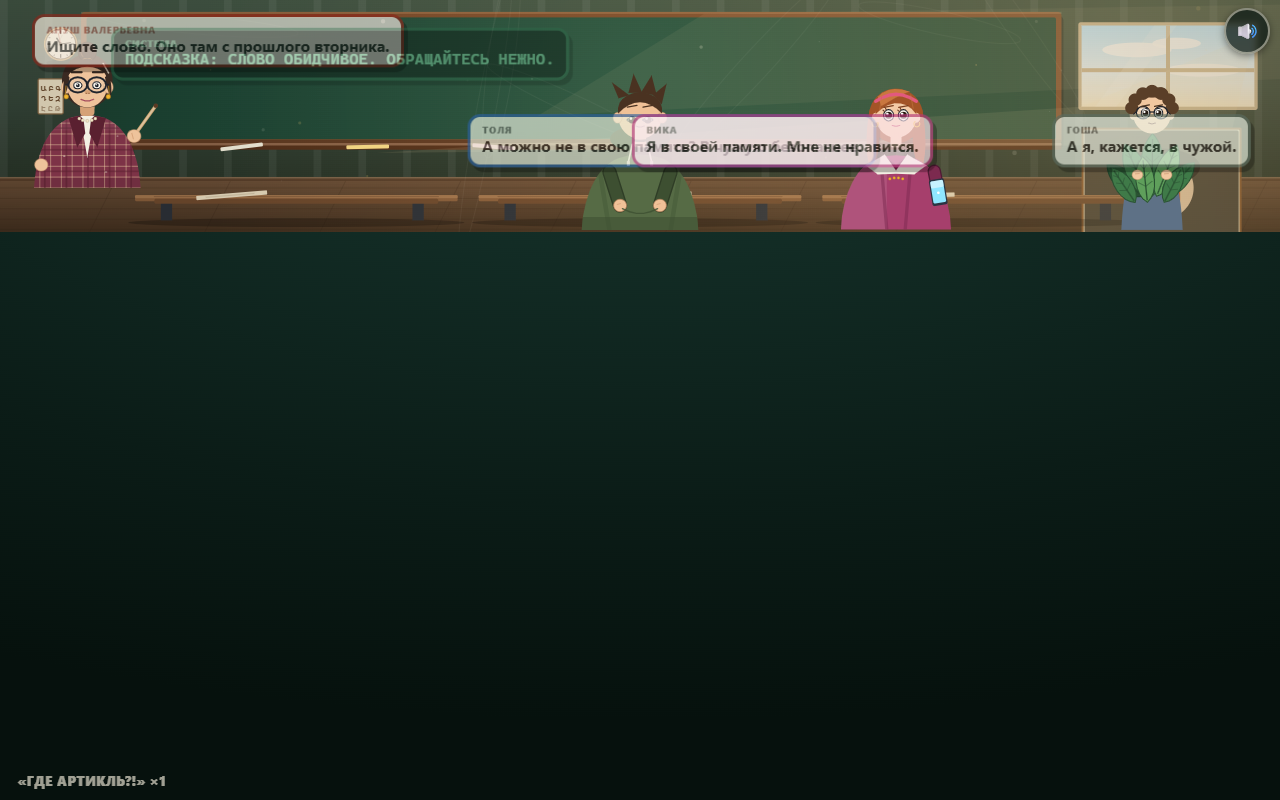 АНУШ ВАЛЕРЬЕВНА
Ищите слово. Оно там с прошлого вторника.
СИСТЕМА
ПОДСКАЗКА: СЛОВО ОБИДЧИВОЕ. ОБРАЩАЙТЕСЬ НЕЖНО.
ТОЛЯ
А можно не в свою
ВИКА
Я в своей памяти. Мне не нравится.
ГОША
А я, кажется, в чужой.
«ГДЕ АРТИКЛЬ?!» ×1